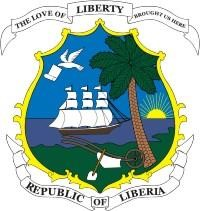 THE LOVE OF LIBERTY BROUGHT US HERE
REPUBLIC OF LIBERIA